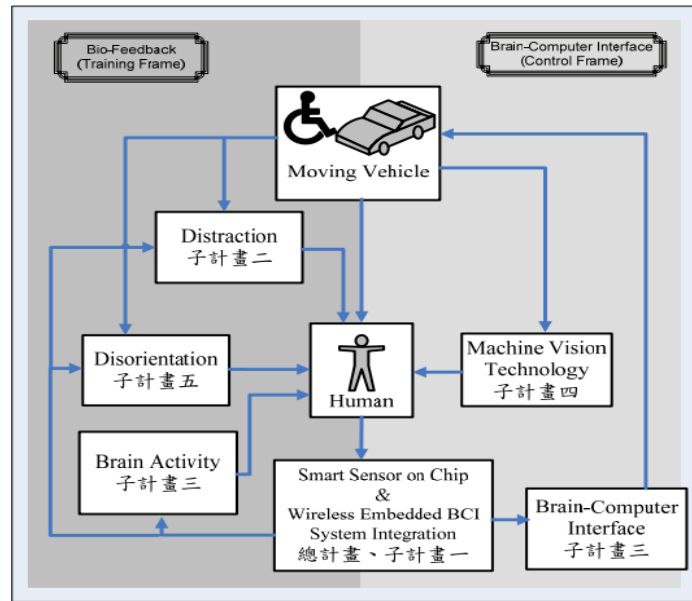 Bio-Feedback
(Training Frame)
Brain-Computer Interface
(Control Frame)
Moving Vehicle
Distraction
子計畫二
Disorientation
子計畫五
Human
Machine Vision
Technology
子計畫四
Brain Activity
子計畫三
Smart Sensor on Chip
&
Wireless Embedded BCI
System Integration
總計畫、子計畫一
Brain-Computer
Interface
子計畫三